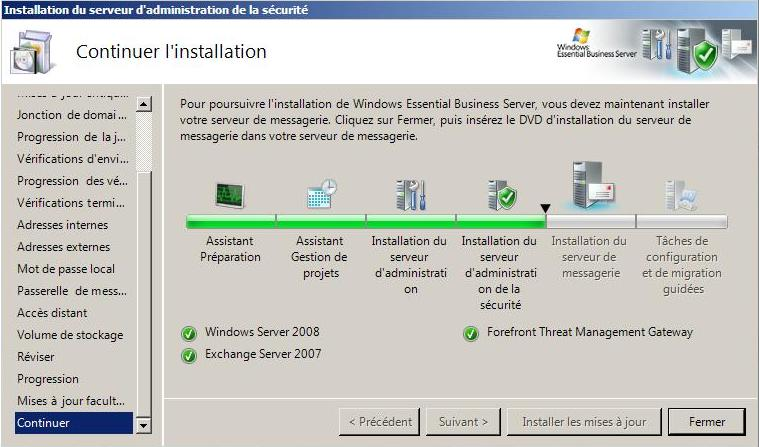 Installation du serveur d'administration de la sécurité
Continuer l'installation
Windows
Essential Business Server
Jonction de domai...
Progression de la j...
Vérifications d'envi...
Progression des vé...
Vérifications termi...
Adresses internes
Adresses externes
Mot de passe local
Passerelle de mess...
Accès distant
Volume de stockage
Réviser
Progression
Mises à jour facult...
Continuer
Pour poursuivre l'installation de Windows Essential Business Server, vous devez maintenant installer
votre serveur de messagerie. Cliquez sur Fermer, puis insérez le DVD d'installation du serveur de
messagerie dans votre serveur de messagerie.
Assistant
Préparation
Assistant
Gestion de
projets
Installation du
serveur
d'administrati
on
Installation du
serveur
d'administrati
on de la
sécurité
Installation du
serveur de
messagerie
Tâches de
configuration
et de migration
guidées
Windows Server 2008
Exchange Server 2007
Forefront Threat Management Gateway
< Précédent
Suivant >
Installer les mises à jour
Fermer